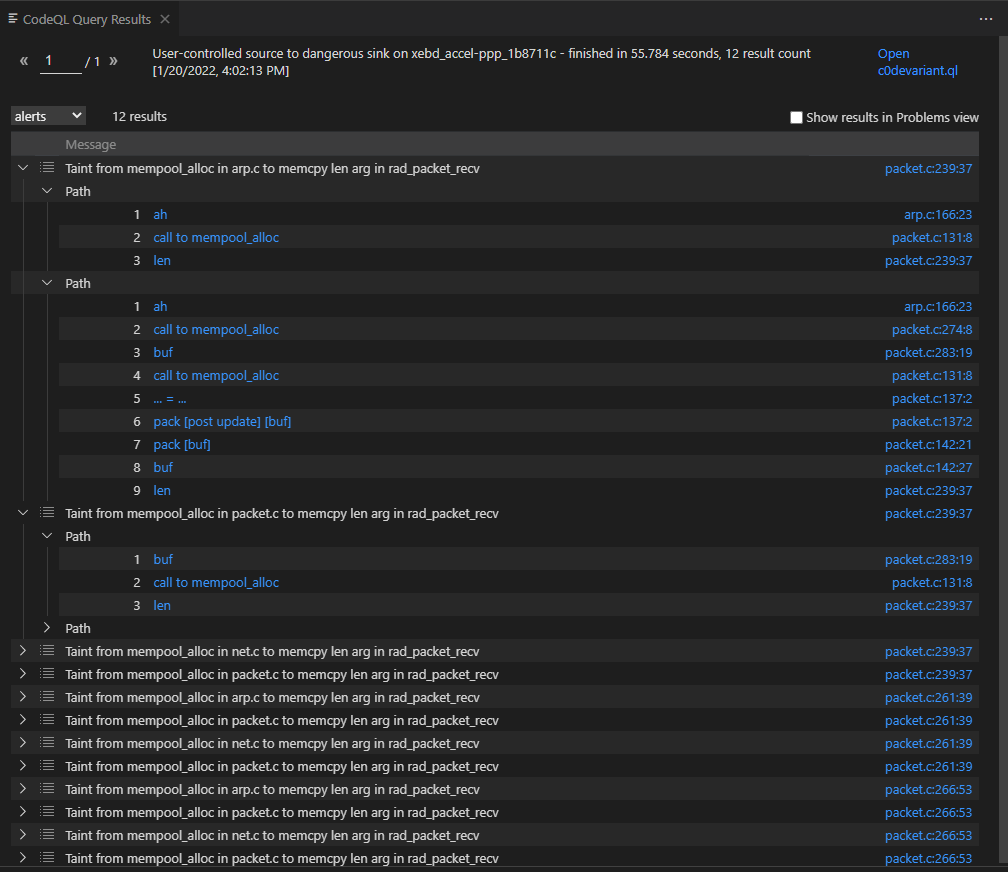 CodeQL Query Results
«  1  / 1  »  User-controlled source to dangerous sink on xebd_accel-ppp_1b8711c - finished in 55.784 seconds, 12 result count  Open
[1/20/2022, 4:02:13 PM]  c0devariant.ql
alerts  12 results  Show results in Problems view
Message
Taint from mempool_alloc in arp.c to memcpy len arg in rad_packet_recv  packet.c:239:37
Path
1  ah  arp.c:166:23
2  call to mempool_alloc  packet.c:131:8
3  len  packet.c:239:37
Path
1  ah  arp.c:166:23
2  call to mempool_alloc  packet.c:274:8
3  buf  packet.c:283:19
4  call to mempool_alloc  packet.c:131:8
5  ... = ...  packet.c:137:2
6  pack [post update] [buf]  packet.c:137:2
7  pack [buf]  packet.c:142:21
8  buf  packet.c:142:27
9  len  packet.c:239:37
Taint from mempool_alloc in packet.c to memcpy len arg in rad_packet_recv  packet.c:239:37
Path
1  buf  packet.c:283:19
2  call to mempool_alloc  packet.c:131:8
3  len  packet.c:239:37
Path
Taint from mempool_alloc in net.c to memcpy len arg in rad_packet_recv  packet.c:239:37
Taint from mempool_alloc in packet.c to memcpy len arg in rad_packet_recv  packet.c:239:37
Taint from mempool_alloc in arp.c to memcpy len arg in rad_packet_recv  packet.c:261:39
Taint from mempool_alloc in packet.c to memcpy len arg in rad_packet_recv  packet.c:261:39
Taint from mempool_alloc in net.c to memcpy len arg in rad_packet_recv  packet.c:261:39
Taint from mempool_alloc in packet.c to memcpy len arg in rad_packet_recv  packet.c:261:39
Taint from mempool_alloc in arp.c to memcpy len arg in rad_packet_recv  packet.c:266:53
Taint from mempool_alloc in packet.c to memcpy len arg in rad_packet_recv  packet.c:266:53
Taint from mempool_alloc in net.c to memcpy len arg in rad_packet_recv  packet.c:266:53
Taint from mempool_alloc in packet.c to memcpy len arg in rad_packet_recv  packet.c:266:53